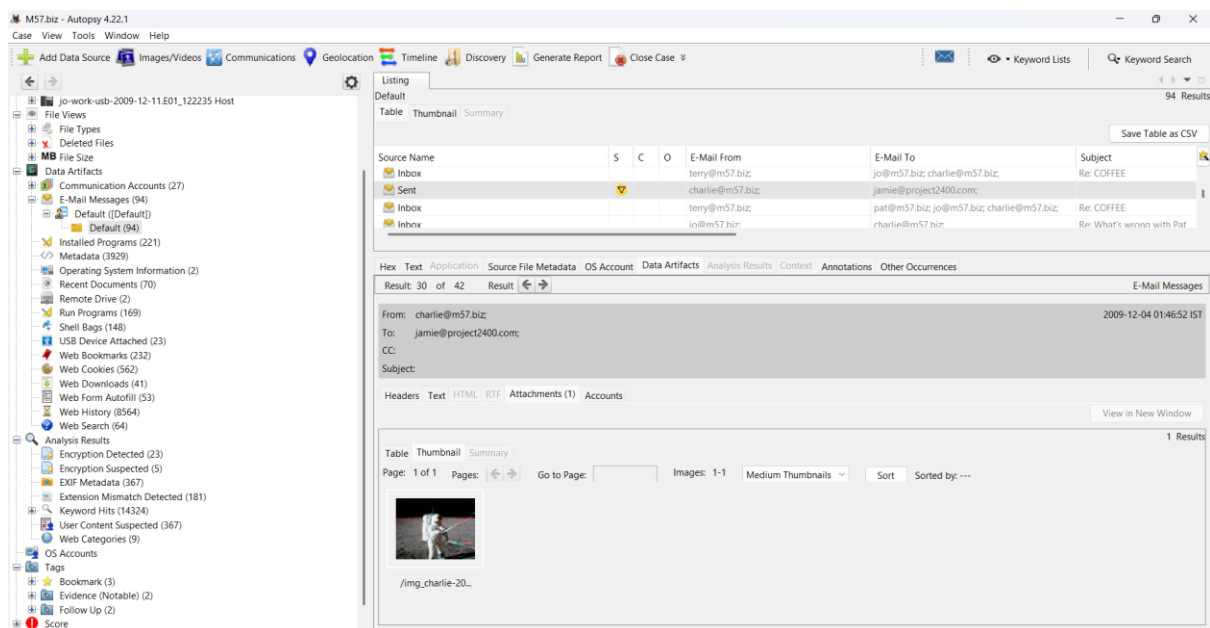 M57.biz - Autopsy 4.22.1
Case View Tools Window Help
Add Data Source Images/Videos Communications Geolocation Timeline Discovery Generate Report Close Case Keyword Lists Keyword Search
jo-work-usb-2009-12-11.E01_122235 Host
File Views
File Types
Deleted Files
MB File Size
Data Artifacts
Communication Accounts (27)
E-Mail Messages (94)
Default ([Default])
Default (94)
Installed Programs (221)
Metadata (3929)
Operating System Information (2)
Recent Documents (70)
Remote Drive (2)
Run Programs (169)
Shell Bags (148)
USB Device Attached (23)
Web Bookmarks (232)
Web Cookies (562)
Web Downloads (41)
Web Form Autofill (53)
Web History (8564)
Web Search (64)
Analysis Results
Encryption Detected (23)
Encryption Suspected (5)
EXIF Metadata (367)
Extension Mismatch Detected (181)
Keyword Hits (14324)
User Content Suspected (367)
Web Categories (9)
OS Accounts
Tags
Bookmark (3)
Evidence (Notable) (2)
Follow Up (2)
Score
Listing
Default 94 Results
Table Thumbnail Summary
Save Table as CSV
Source Name S C O E-Mail From E-Mail To Subject
Inbox terry@m57.biz; jo@m57.biz; charlie@m57.biz; Re: COFFEE
Sent charlie@m57.biz; jamie@project2400.com;
Inbox terry@m57.biz; pat@m57.biz; jo@m57.biz; charlie@m57.biz; Re: COFFEE
Inbox jo@m57.biz; charlie@m57.biz; Re: What's wrong with Pat
Hex Text Application Source File Metadata OS Account Data Artifacts Analysis Results Context Annotations Other Occurrences
Result: 30 of 42 Result E-Mail Messages
From: charlie@m57.biz; 2009-12-04 01:46:52 IST
To: jamie@project2400.com;
CC:
Subject:
Headers Text HTML RTF Attachments (1) Accounts
View in New Window
1 Results
Table Thumbnail Summary
Page: 1 of 1 Pages: Go to Page: Images: 1-1 Medium Thumbnails Sort Sorted by: ---
/img_charlie-20...